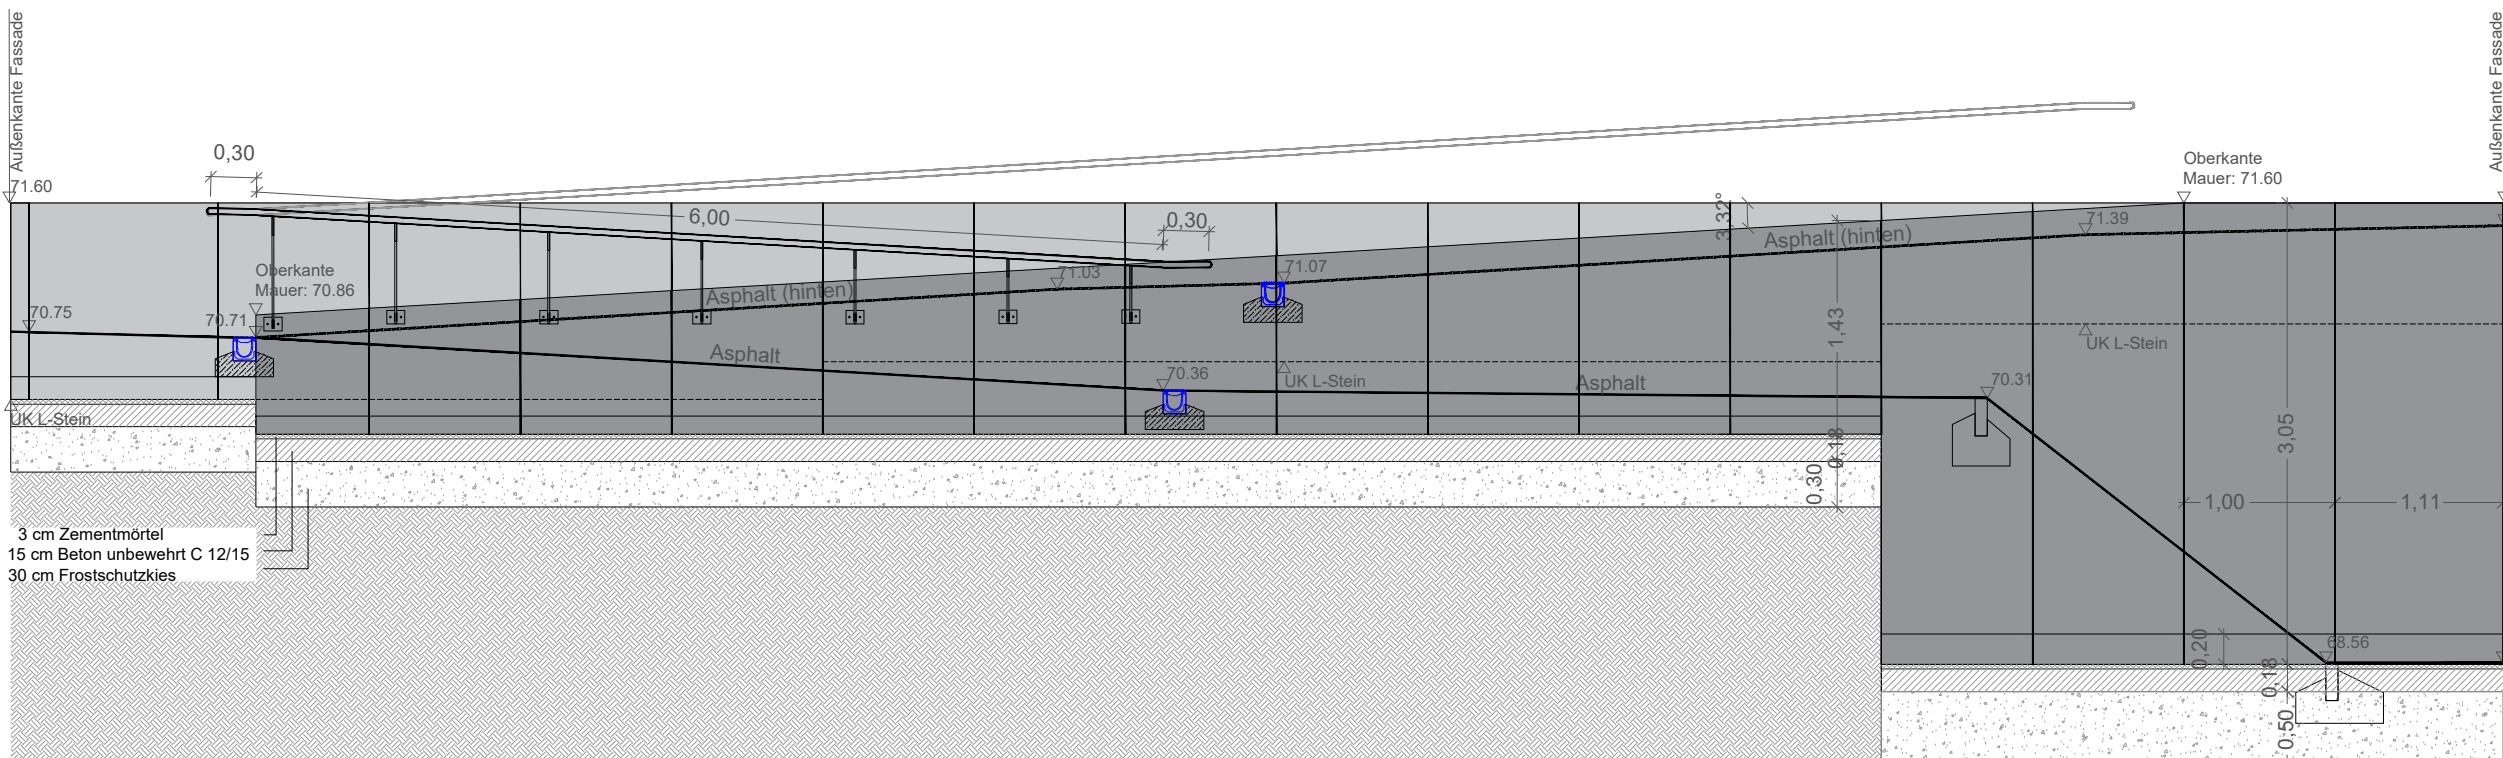 Außenkante Fassade
Außenkante Fassade
0,30
71.60
Oberkante
Mauer: 71.60
6,00
0,30
3,32°
71.39
Asphalt (hinten)
Oberkante
Mauer: 70.86
71.03
71.07
Asphalt (hinten)
70.75
70.71
1,43
UK L-Stein
Asphalt
70.36
UK L-Stein
Asphalt
70.31
UK L-Stein
0,18
3,05
0,30
1,00
1,11
3 cm Zementmörtel
15 cm Beton unbewehrt C 12/15
30 cm Frostschutzkies
0,20
68.56
0,18
0,50